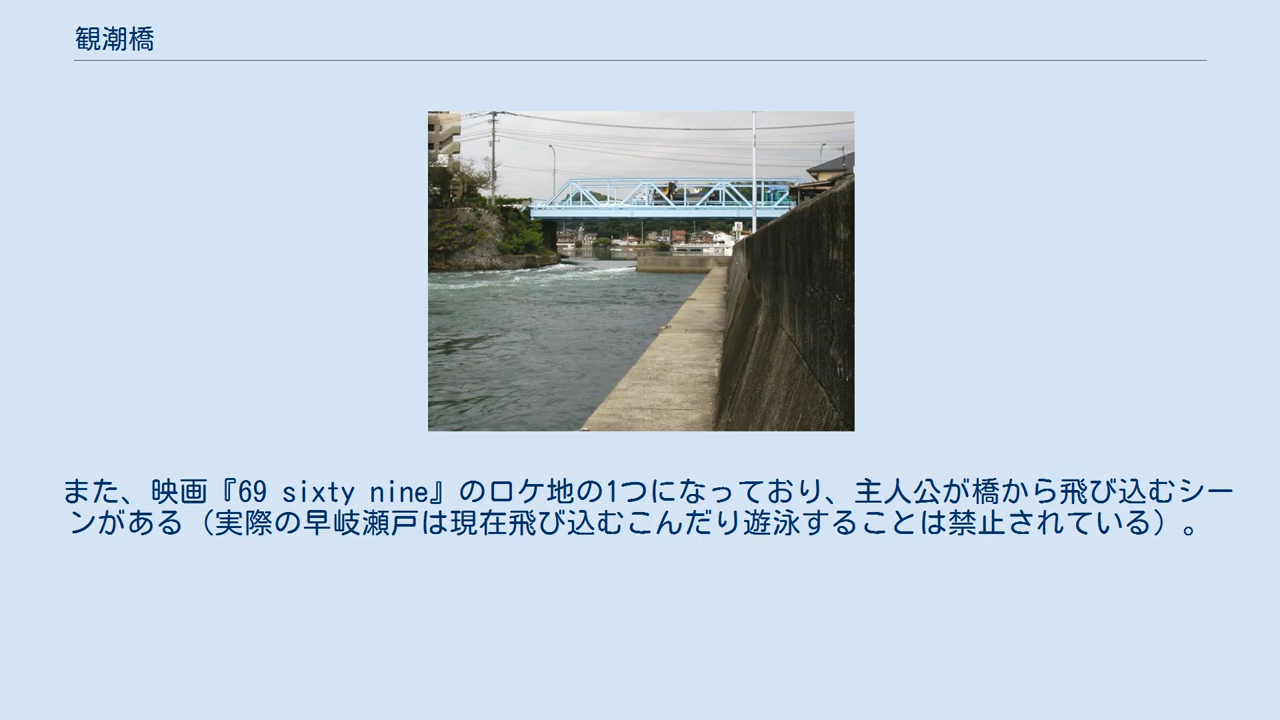 観潮橋
また、映画『69 sixty nine』のロケ地の1つになっており、主人公が橋から飛び込むシー
ンがある（実際の早岐瀬戸は現在飛び込むこんだり遊泳することは禁止されている）。